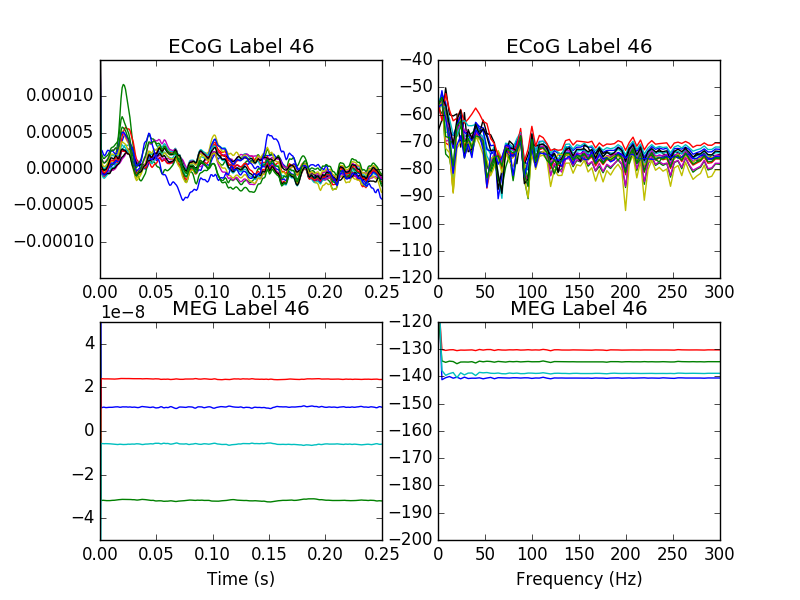 ECoG Label 46
0.00010
0.00005
0.00000
−0.00005
−0.00010
0.00 0.05 0.10 0.15 0.20 0.25
ECoG Label 46
−40
−50
−60
−70
−80
−90
−100
−110
−120
0 50 100 150 200 250 300
1e−8
MEG Label 46
4
2
0
−2
−4
0.00 0.05 0.10 0.15 0.20 0.25
Time (s)
MEG Label 46
−120
−130
−140
−150
−160
−170
−180
−190
−200
0 50 100 150 200 250 300
Frequency (Hz)